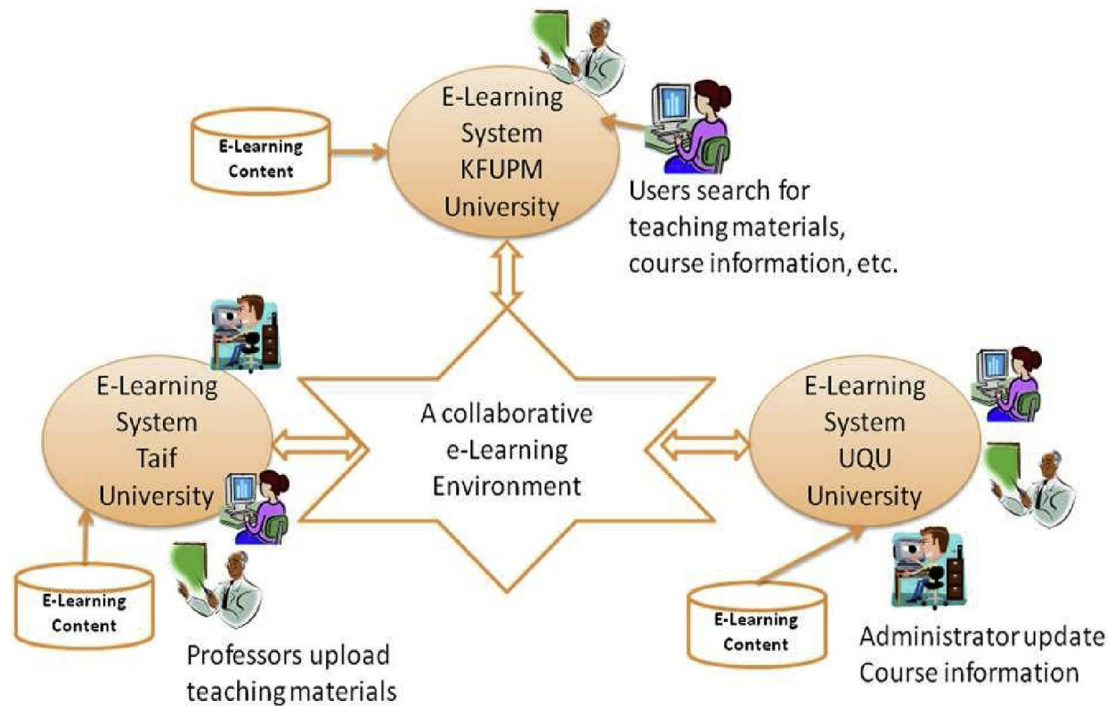 E-Learning
System
KFUPM
University
E-Learning
Content
Users search for
teaching materials,
course information, etc.
E-Learning
System
Taif
University
A collaborative
e-Learning
Environment
E-Learning
System
UQU
University
E-Learning
Content
Professors upload
teaching materials
E-Learning
Content
Administrator update
Course information